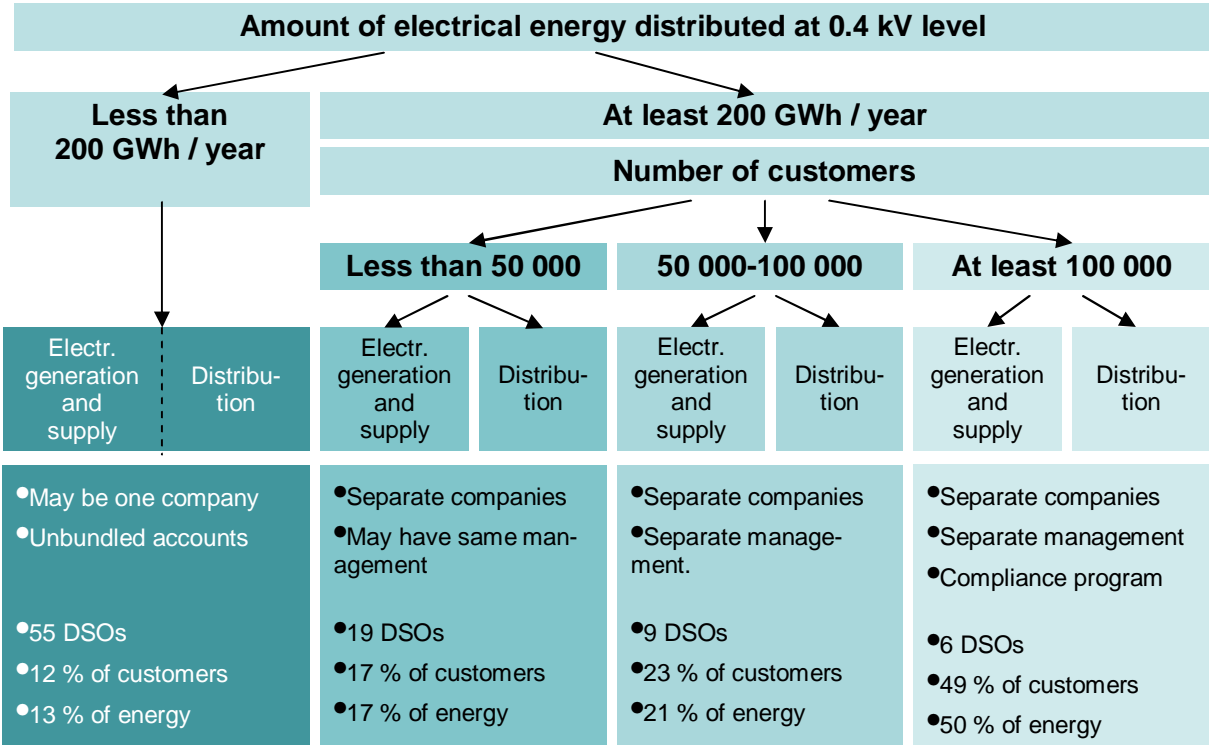 Amount of electrical energy distributed at 0.4 kV level
Less than
200 GWh / year
At least 200 GWh / year
Number of customers
Less than 50 000
50 000-100 000
At least 100 000
Electr.
generation
and
supply
Distribu-
tion
Electr.
generation
and
supply
Distribu-
tion
Electr.
generation
and
supply
Distribu-
tion
Electr.
generation
and
supply
Distribu-
tion
●May be one company
●Unbundled accounts
●55 DSOs
●12 % of customers
●13 % of energy
●Separate companies
●May have same man-
agement
●19 DSOs
●17 % of customers
●17 % of energy
●Separate companies
●Separate manage-
ment.
●9 DSOs
●23 % of customers
●21 % of energy
●Separate companies
●Separate management
●Compliance program
●6 DSOs
●49 % of customers
●50 % of energy